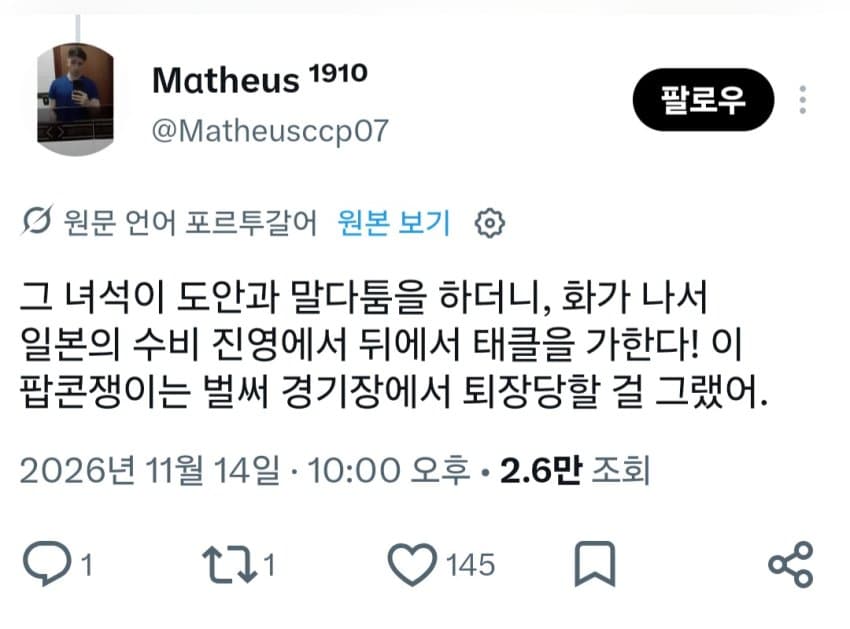 Matheus ¹⁹¹⁰
@Matheusccp07
팔로우
원문 언어 포르투갈어 원본 보기
그 녀석이 도안과 말다툼을 하더니, 화가 나서
일본의 수비 진영에서 뒤에서 태클을 가한다! 이
팝콘쟁이는 벌써 경기장에서 퇴장당할 걸 그랬어.
2026년 11월 14일 · 10:00 오후 · 2.6만 조회
1 1 145